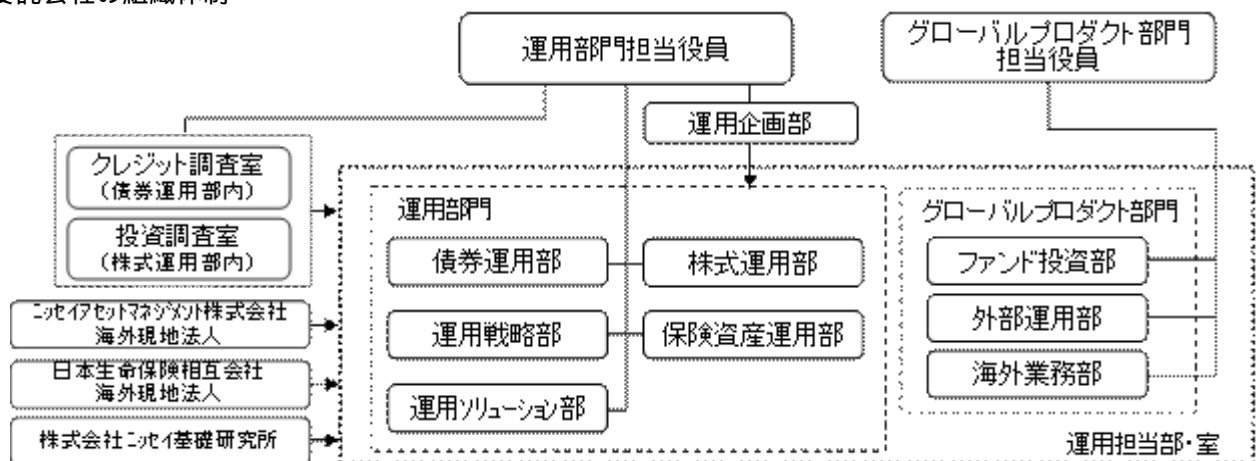 運用部門担当役員
グローバルプロダクト部門
担当役員
運用企画部
クレジット調査室
(債券運用部内)
投資調査室
(株式運用部内)
運用部門
グローバルプロダクト部門
債券運用部
株式運用部
ファンド投資部
運用戦略部
保険資産運用部
外部運用部
運用ソリューション部
海外業務部
ニッセイアセットマネジメント株式会社
海外現地法人
日本生命保険相互会社
海外現地法人
株式会社ニッセイ基礎研究所
運用担当部・室